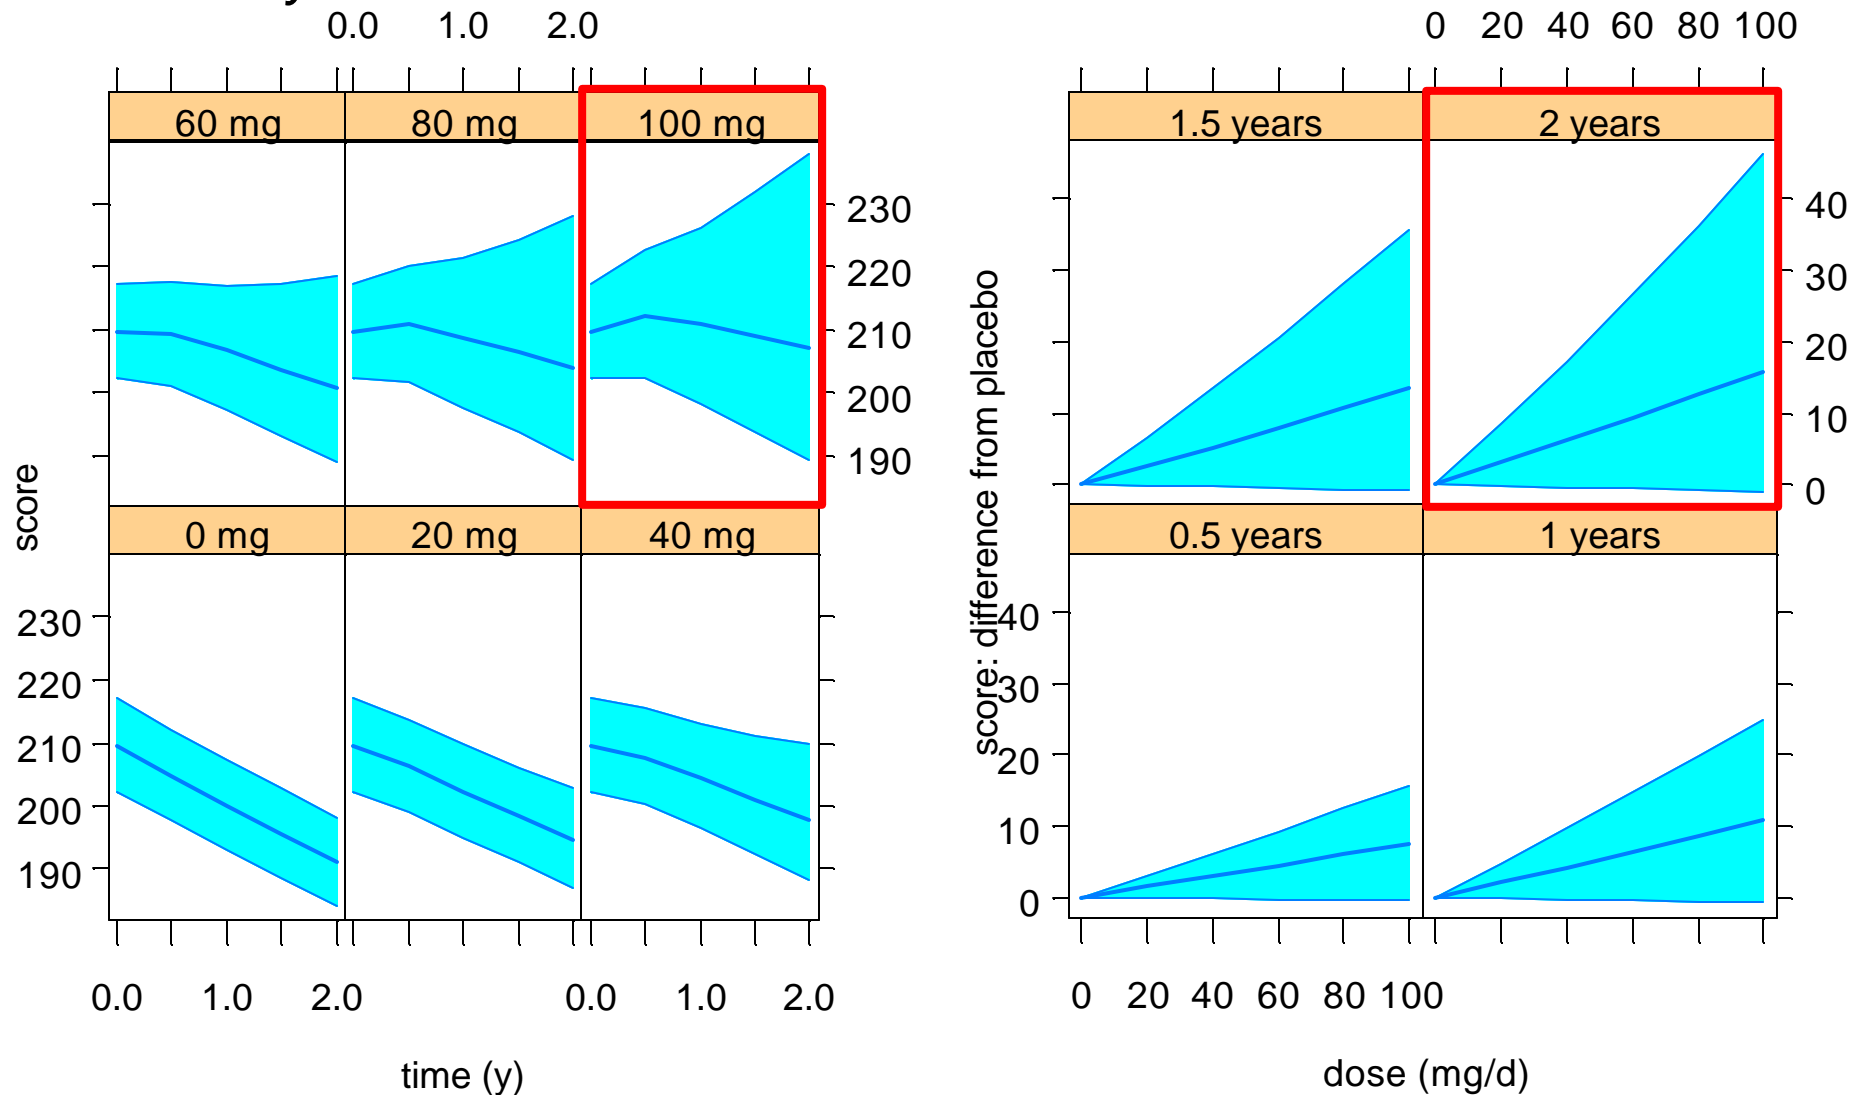 0.0 1.0 2.0
60 mg 80 mg 100 mg
230
220
210
200
190
score
0 mg 20 mg 40 mg
230
220
210
200
190
0.0 1.0 2.0 0.0 1.0 2.0
time (y)
0 20 40 60 80 100
1.5 years 2 years
40
30
20
10
0
score: difference from placebo
0.5 years 1 years
40
30
20
10
0
0 20 40 60 80 100
dose (mg/d)